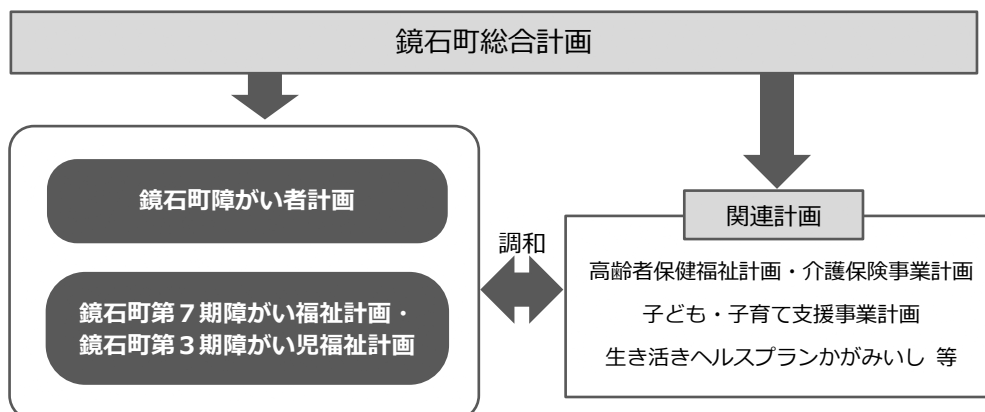 鏡石町総合計画
鏡石町障がい者計画
鏡石町第７期障がい福祉計画・
鏡石町第３期障がい児福祉計画
調和
関連計画
高齢者保健福祉計画・介護保険事業計画
子ども・子育て支援事業計画
生き活きヘルスプランかがみいし 等